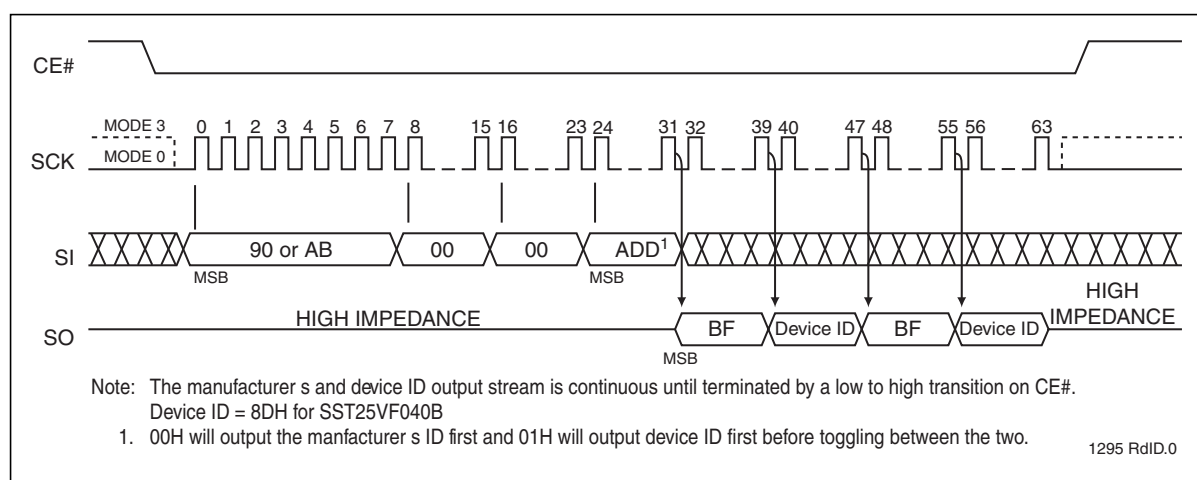 CE#
MODE 3
0 1 2 3 4 5 6 7 8 15 16 23 24 31 32 39 40 47 48 55 56 63
SCK
MODE 0
SI
90 or AB 00 00 ADD1
MSB MSB
HIGH IMPEDANCE
HIGH IMPEDANCE
SO
BF Device ID BF Device ID
MSB
Note: The manufacturer s and device ID output stream is continuous until terminated by a low to high transition on CE#.
Device ID = 8DH for SST25VF040B
1. 00H will output the manfacturer s ID first and 01H will output device ID first before toggling between the two.
1295 RdID.0